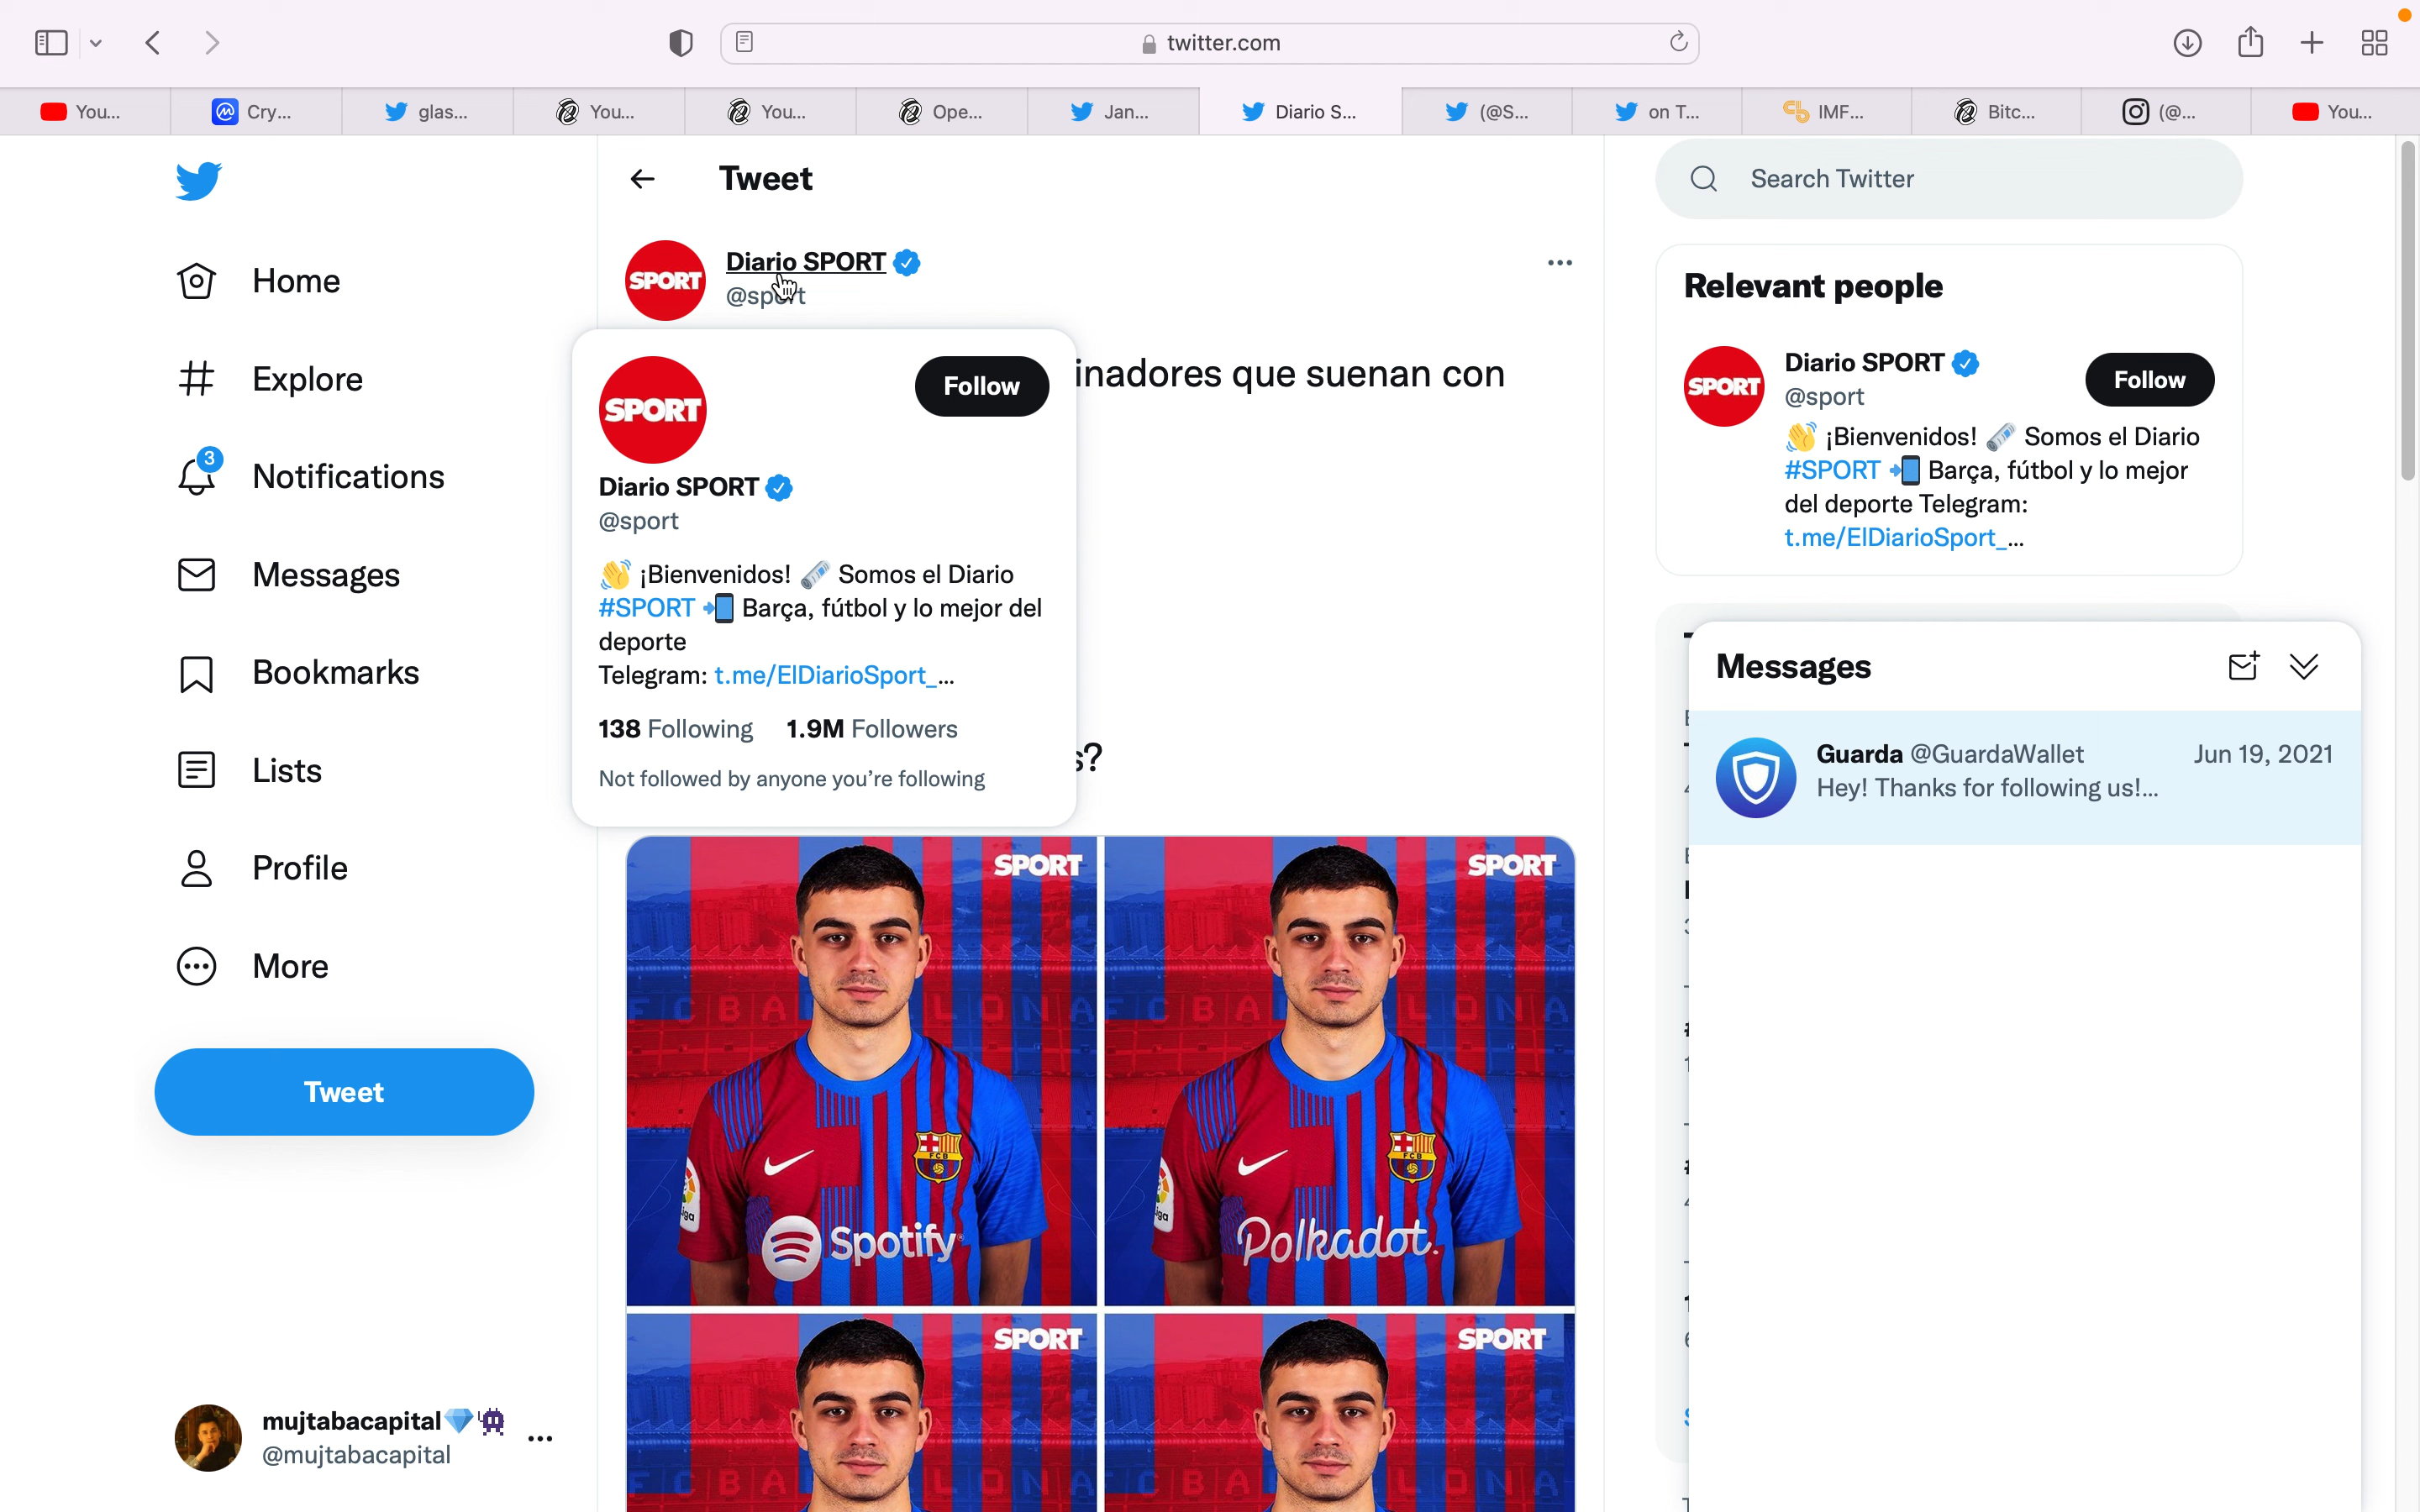 twitter.com
You...
Cry...
glas...
You...
You...
Ope...
Jan...
Diario S...
(@S...
on T...
IMF...
Bitc...
(@...
You...
Home
Explore
3
Notifications
Messages
Bookmarks
Lists
Profile
More
Tweet
mujtabacapital💎👾
@mujtabacapital
Tweet
SPORT
Diario SPORT
@sport
inadores que suenan con
s?
SPORT
Follow
Diario SPORT
@sport
👋 ¡Bienvenidos! 🗞️ Somos el Diario
#SPORT 📲 Barça, fútbol y lo mejor del
deporte
Telegram: t.me/ElDiarioSport_...
138 Following 1.9M Followers
Not followed by anyone you're following
SPORT
FCB
Spotify
SPORT
FCB
Polkadot.
SPORT
SPORT
Search Twitter
Relevant people
SPORT
Diario SPORT
@sport
Follow
👋 ¡Bienvenidos! 🗞️ Somos el Diario
#SPORT 📲 Barça, fútbol y lo mejor
del deporte Telegram:
t.me/ElDiarioSport_...
Messages
Guarda @GuardaWallet Jun 19, 2021
Hey! Thanks for following us!...